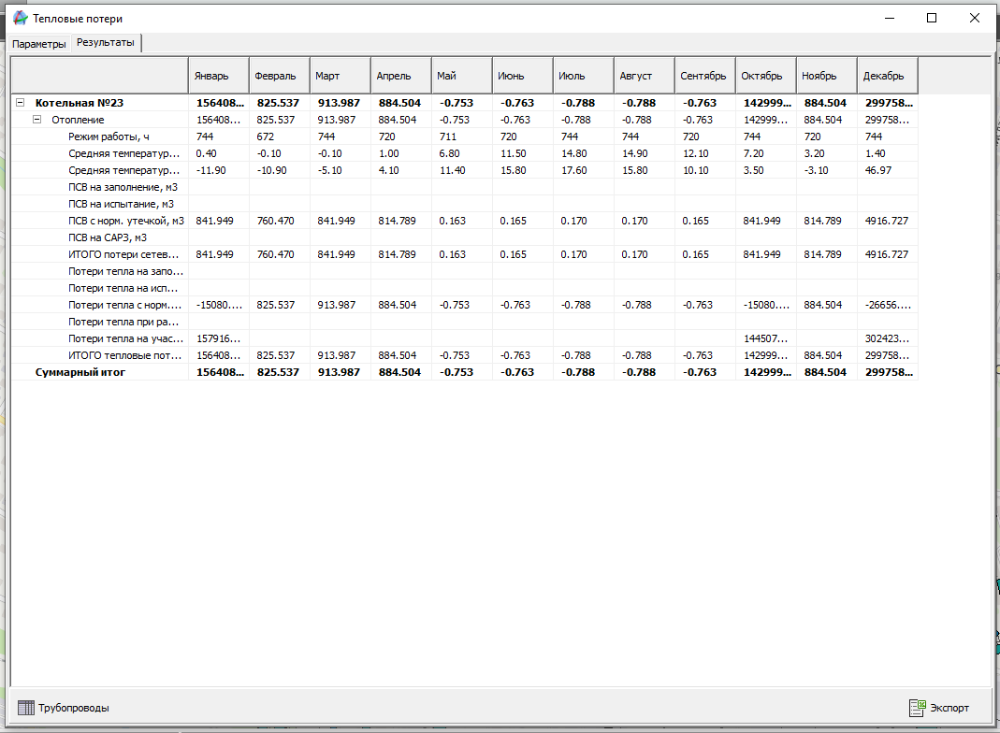 Тепловые потери
Параметры Результаты
Январь Февраль Март Апрель Май Июнь Июль Август Сентябрь Октябрь Ноябрь Декабрь
Котельная №23 156408... 825.537 913.987 884.504 -0.753 -0.763 -0.788 -0.788 -0.763 142999... 884.504 299758...
Отопление 156408... 825.537 913.987 884.504 -0.753 -0.763 -0.788 -0.788 -0.763 142999... 884.504 299758...
Режим работы, ч 744 672 744 720 711 720 744 744 720 744 720 744
Средняя температур... 0.40 -0.10 -0.10 1.00 6.80 11.50 14.80 14.90 12.10 7.20 3.20 1.40
Средняя температур... -11.90 -10.90 -5.10 4.10 11.40 15.80 17.60 15.80 10.10 3.50 -3.10 46.97
ПСВ на заполнение, м3
ПСВ на испытание, м3
ПСВ с норм. утечкой, м3 841.949 760.470 841.949 814.789 0.163 0.165 0.170 0.170 0.165 841.949 814.789 4916.727
ПСВ на САРЗ, м3
ИТОГО потери сетев... 841.949 760.470 841.949 814.789 0.163 0.165 0.170 0.170 0.165 841.949 814.789 4916.727
Потери тепла на запо...
Потери тепла на исп...
Потери тепла с норм.... -15080.... 825.537 913.987 884.504 -0.753 -0.763 -0.788 -0.788 -0.763 -15080.... 884.504 -26656....
Потери тепла при ра...
Потери тепла на учас... 157916... 144507... 302423...
ИТОГО тепловые пот... 156408... 825.537 913.987 884.504 -0.753 -0.763 -0.788 -0.788 -0.763 142999... 884.504 299758...
Суммарный итог 156408... 825.537 913.987 884.504 -0.753 -0.763 -0.788 -0.788 -0.763 142999... 884.504 299758...
Трубопроводы Экспорт